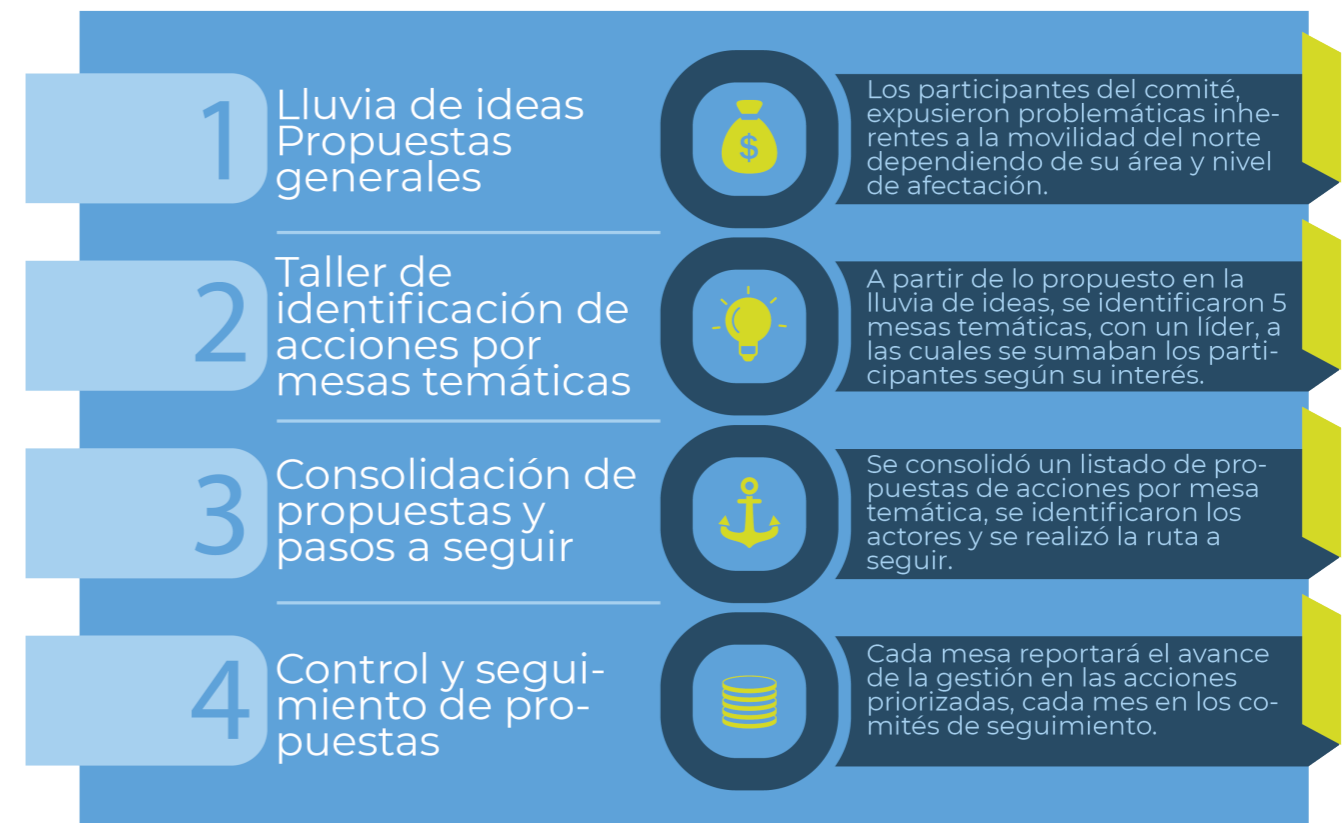 1
Lluvia de ideas
Propuestas
generales
$
Los participantes del comité,
expusieron problemáticas inhe-
rentes a la movilidad del norte
dependiendo de su área y nivel
de afectación.
2
Taller de
identificación de
acciones por
mesas temáticas
A partir de lo propuesto en la
lluvia de ideas, se identificaron 5
mesas temáticas, con un líder, a
las cuales se sumaban los parti-
cipantes según su interés.
3
Consolidación de
propuestas y
pasos a seguir
Se consolidó un listado de pro-
puestas de acciones por mesa
temática, se identificaron los
actores y se realizó la ruta a
seguir.
4
Control y segui-
miento de pro-
puestas
Cada mesa reportará el avance
de la gestión en las acciones
priorizadas, cada mes en los co-
mités de seguimiento.